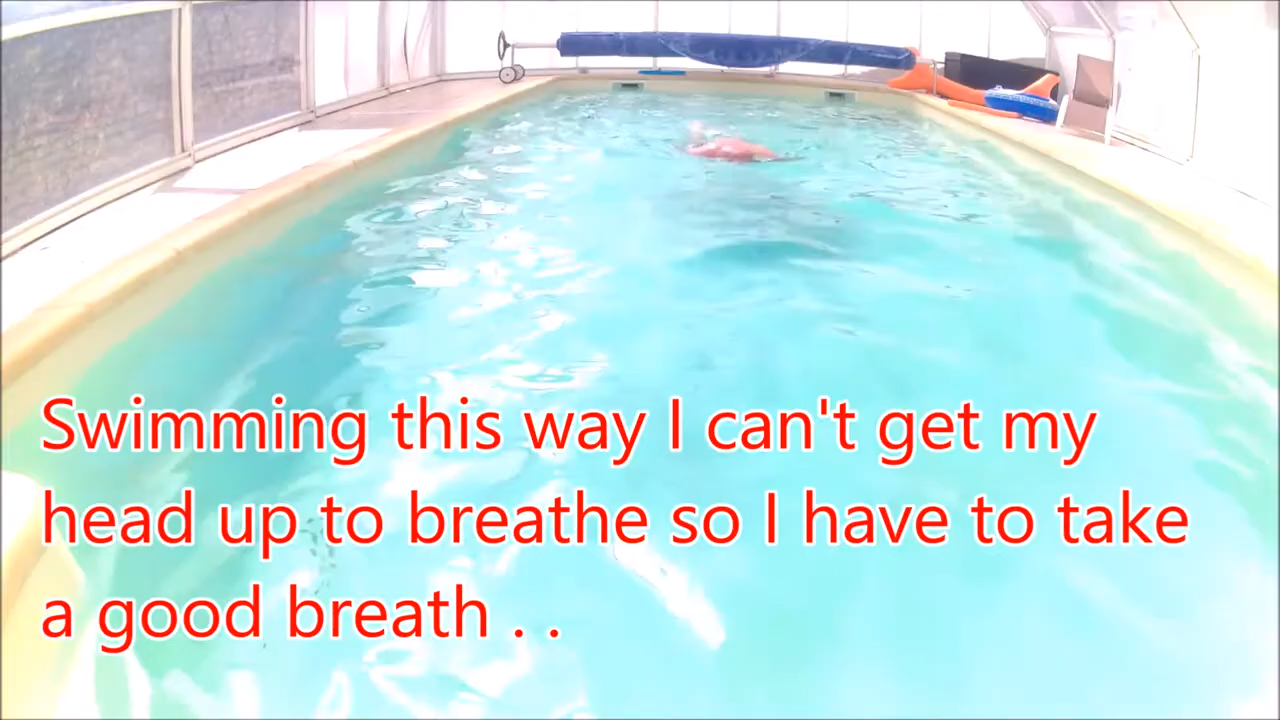 Swimming this way I can't get my
head up to breathe so I have to take
a good breath . .